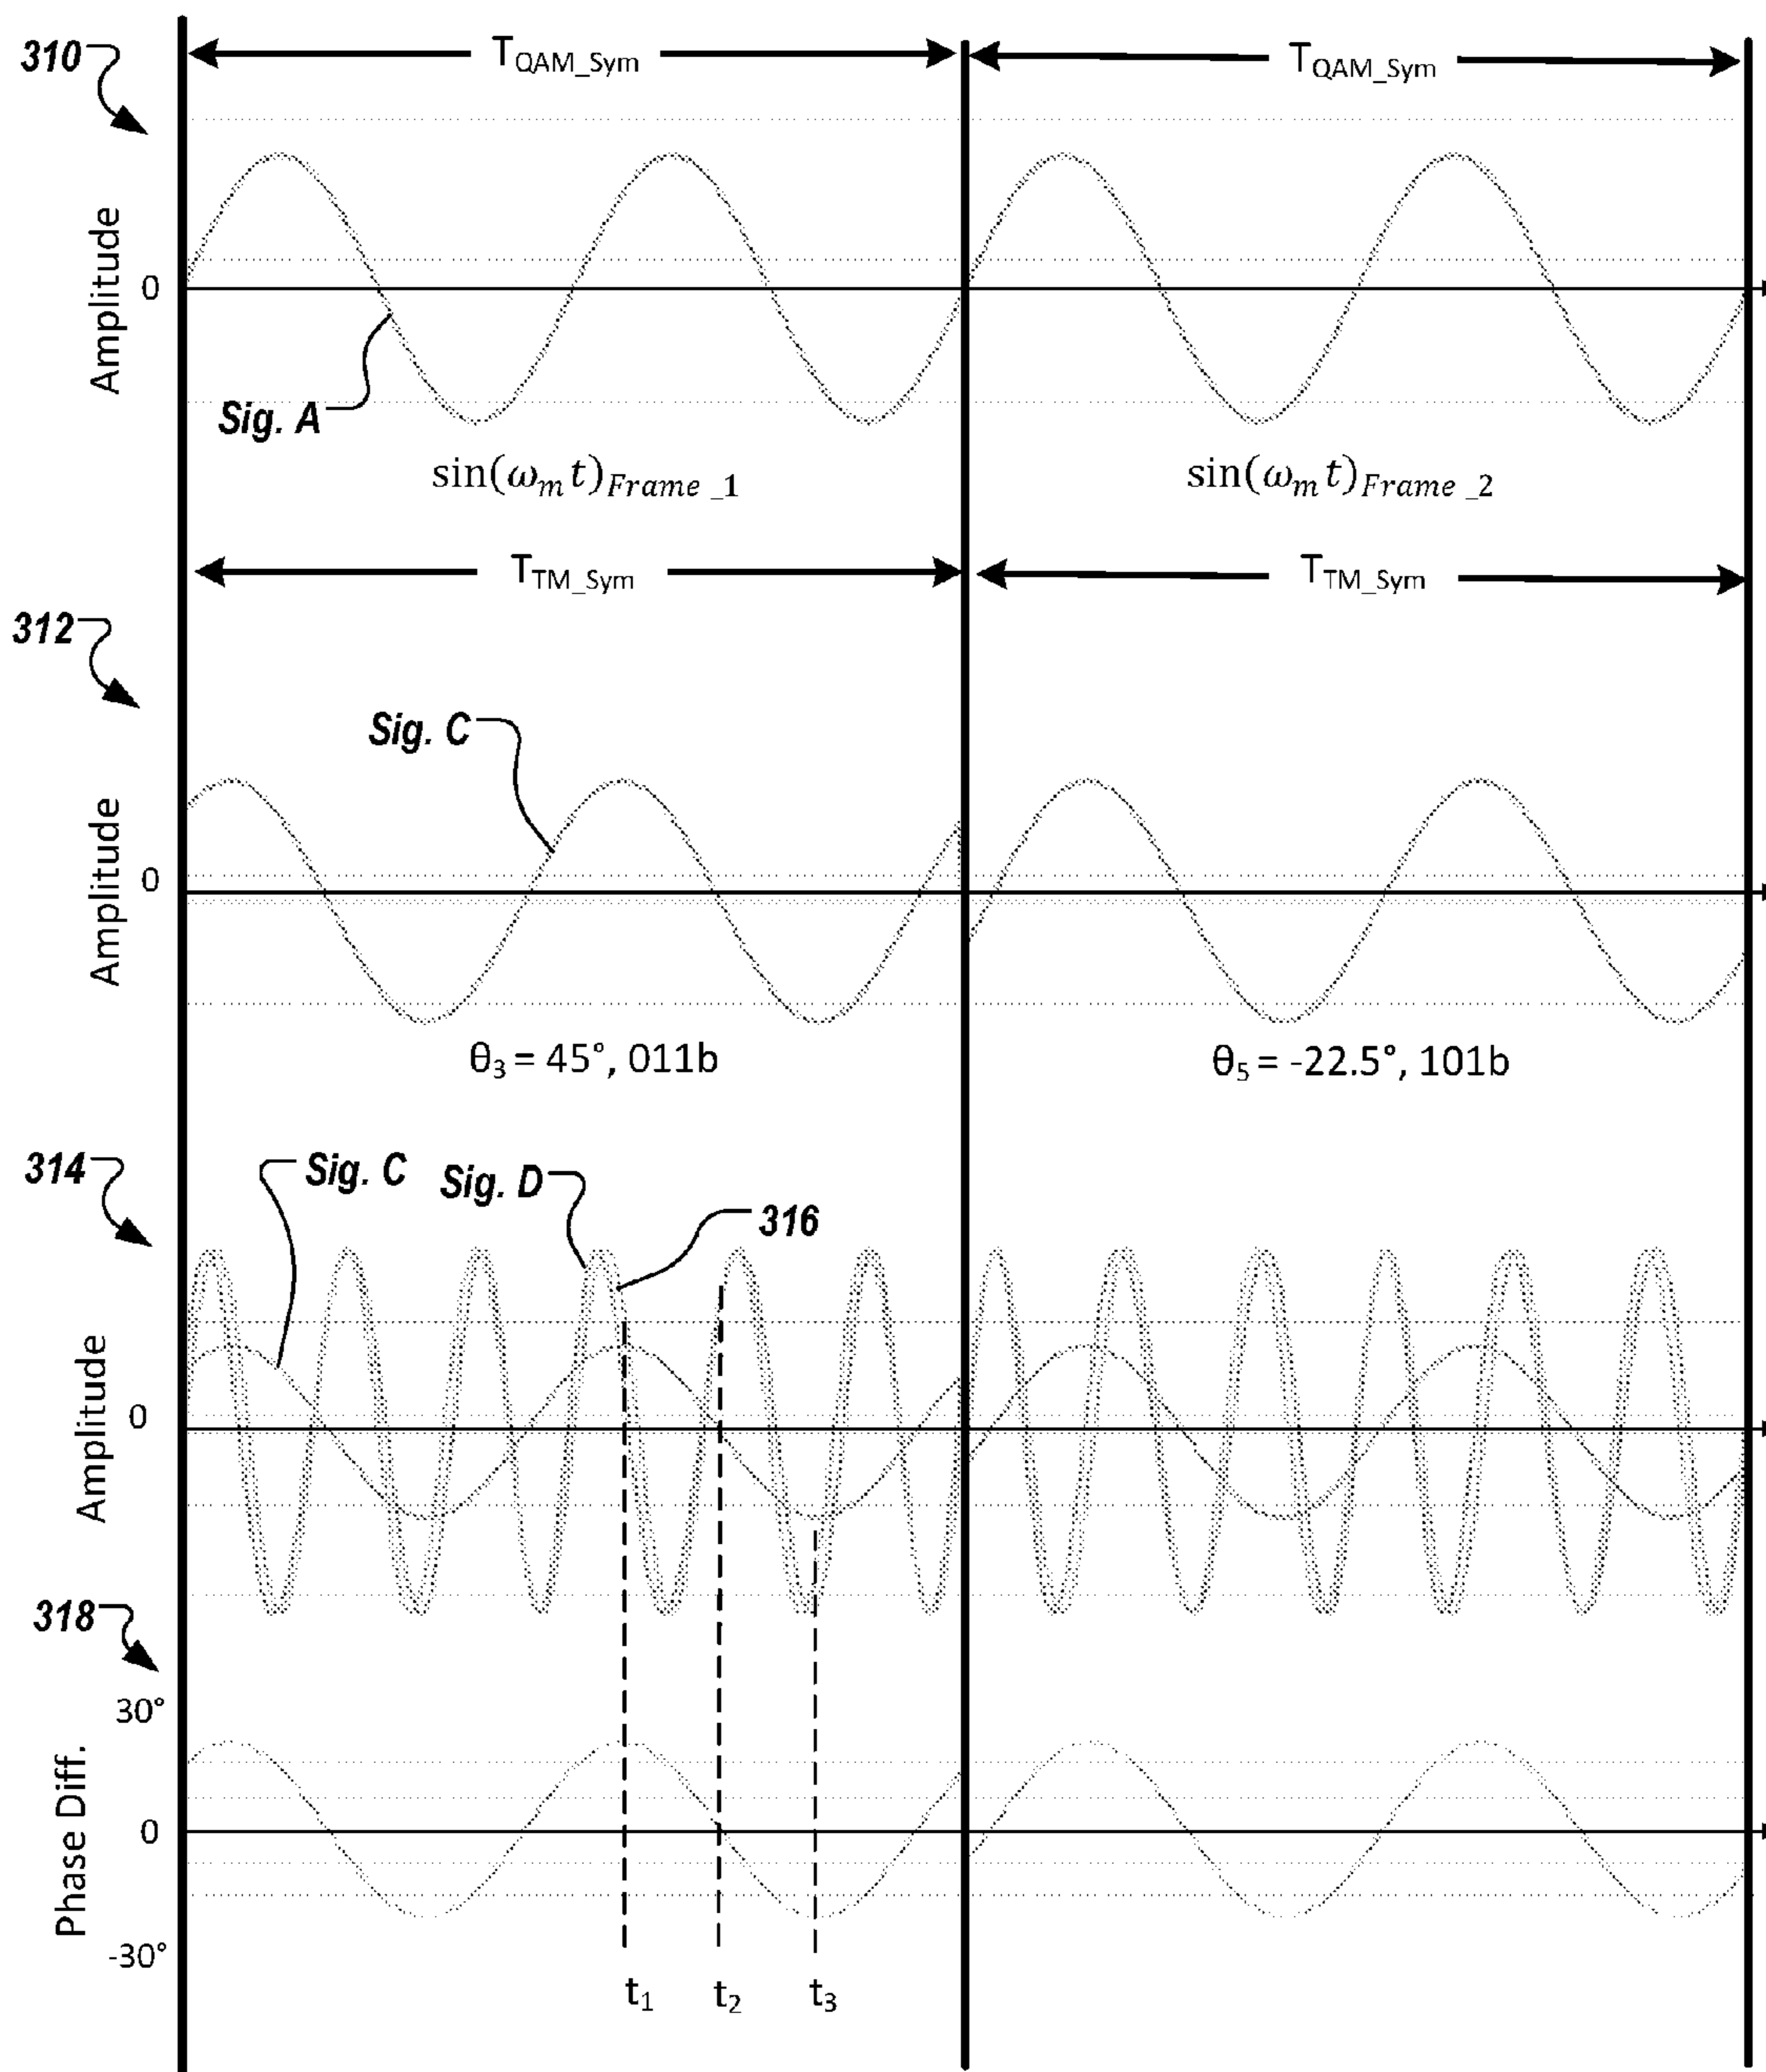 310
T_QAM_Sym T_QAM_Sym
Amplitude
0
Sig. A
sin(ω_m t)_Frame_1 sin(ω_m t)_Frame_2
T_TM_Sym T_TM_Sym
312
Sig. C
Amplitude
0
θ₃ = 45°, 011b θ₅ = -22.5°, 101b
314
Sig. C Sig. D
316
Amplitude
0
318
30°
Phase Diff.
0
-30°
t₁ t₂ t₃